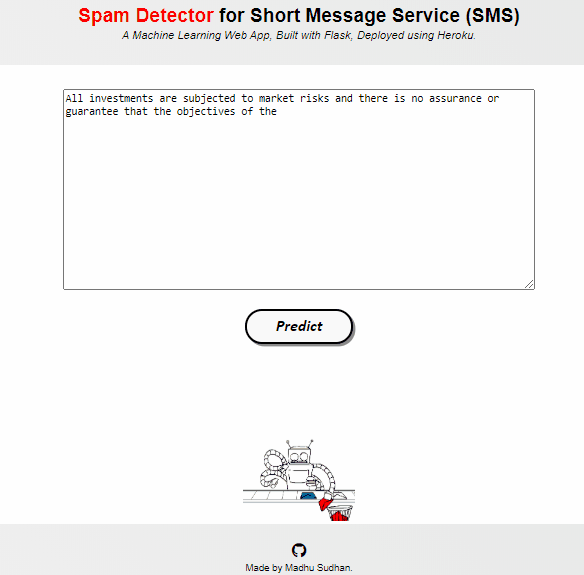 Spam Detector for Short Message Service (SMS)
A Machine Learning Web App, Built with Flask, Deployed using Heroku.
All investments are subjected to market risks and there is no assurance or
guarantee that the objectives of the
Predict
Made by Madhu Sudhan.